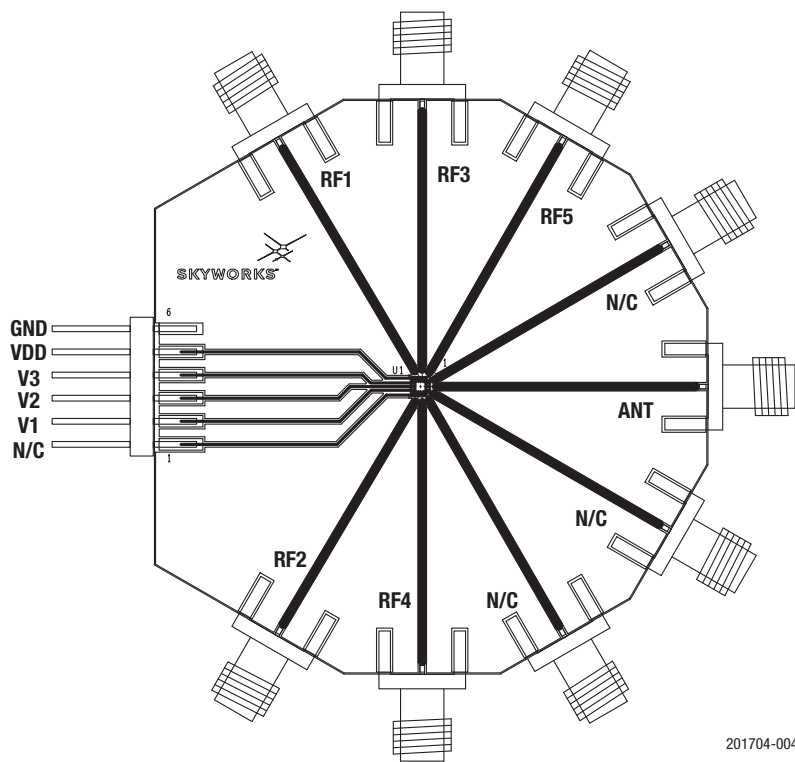 RF1
RF3
RF5
N/C
SKYWORKS
6
GND
VDD
V3
V2
V1
N/C
1
U1
1
ANT
N/C
RF2
RF4
N/C
201704-004